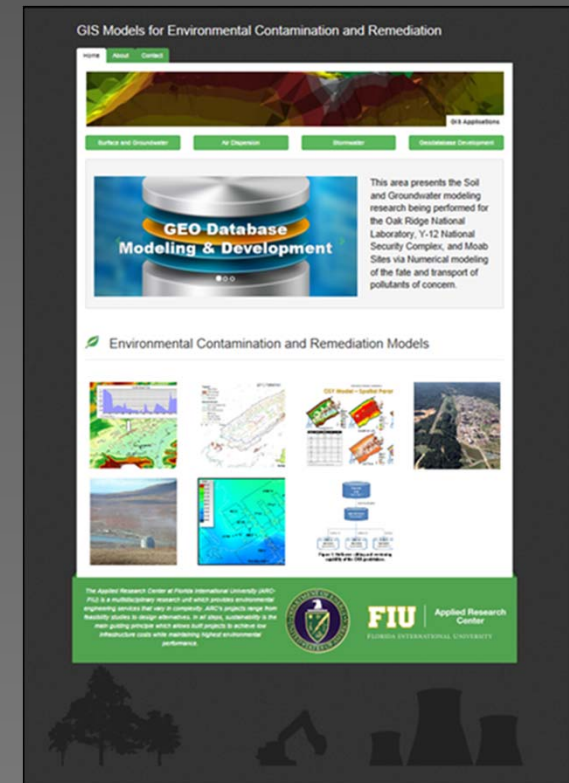 GIS Models for Environmental Contamination and Remediation
Home About Contact
GIS Applications
Surface and Groundwater Air Dispersion Stormwater Geodatabase Development
GEO Database
Modeling & Development
This area presents the Soil
and Groundwater modeling
research being performed for
the Oak Ridge National
Laboratory, Y-12 National
Security Complex, and Moab
Sites via Numerical modeling
of the fate and transport of
pollutants of concern.
Environmental Contamination and Remediation Models
The Applied Research Center at Florida International University (ARC-
FIU) is a multidisciplinary research unit which provides environmental
engineering services that vary in complexity. ARC's projects range from
feasibility studies to design alternatives. In all steps, sustainability is the
main guiding principle which allows built projects to achieve low
infrastructure costs while maintaining highest environmental
performance.
FIU Applied Research
Center
FLORIDA INTERNATIONAL UNIVERSITY